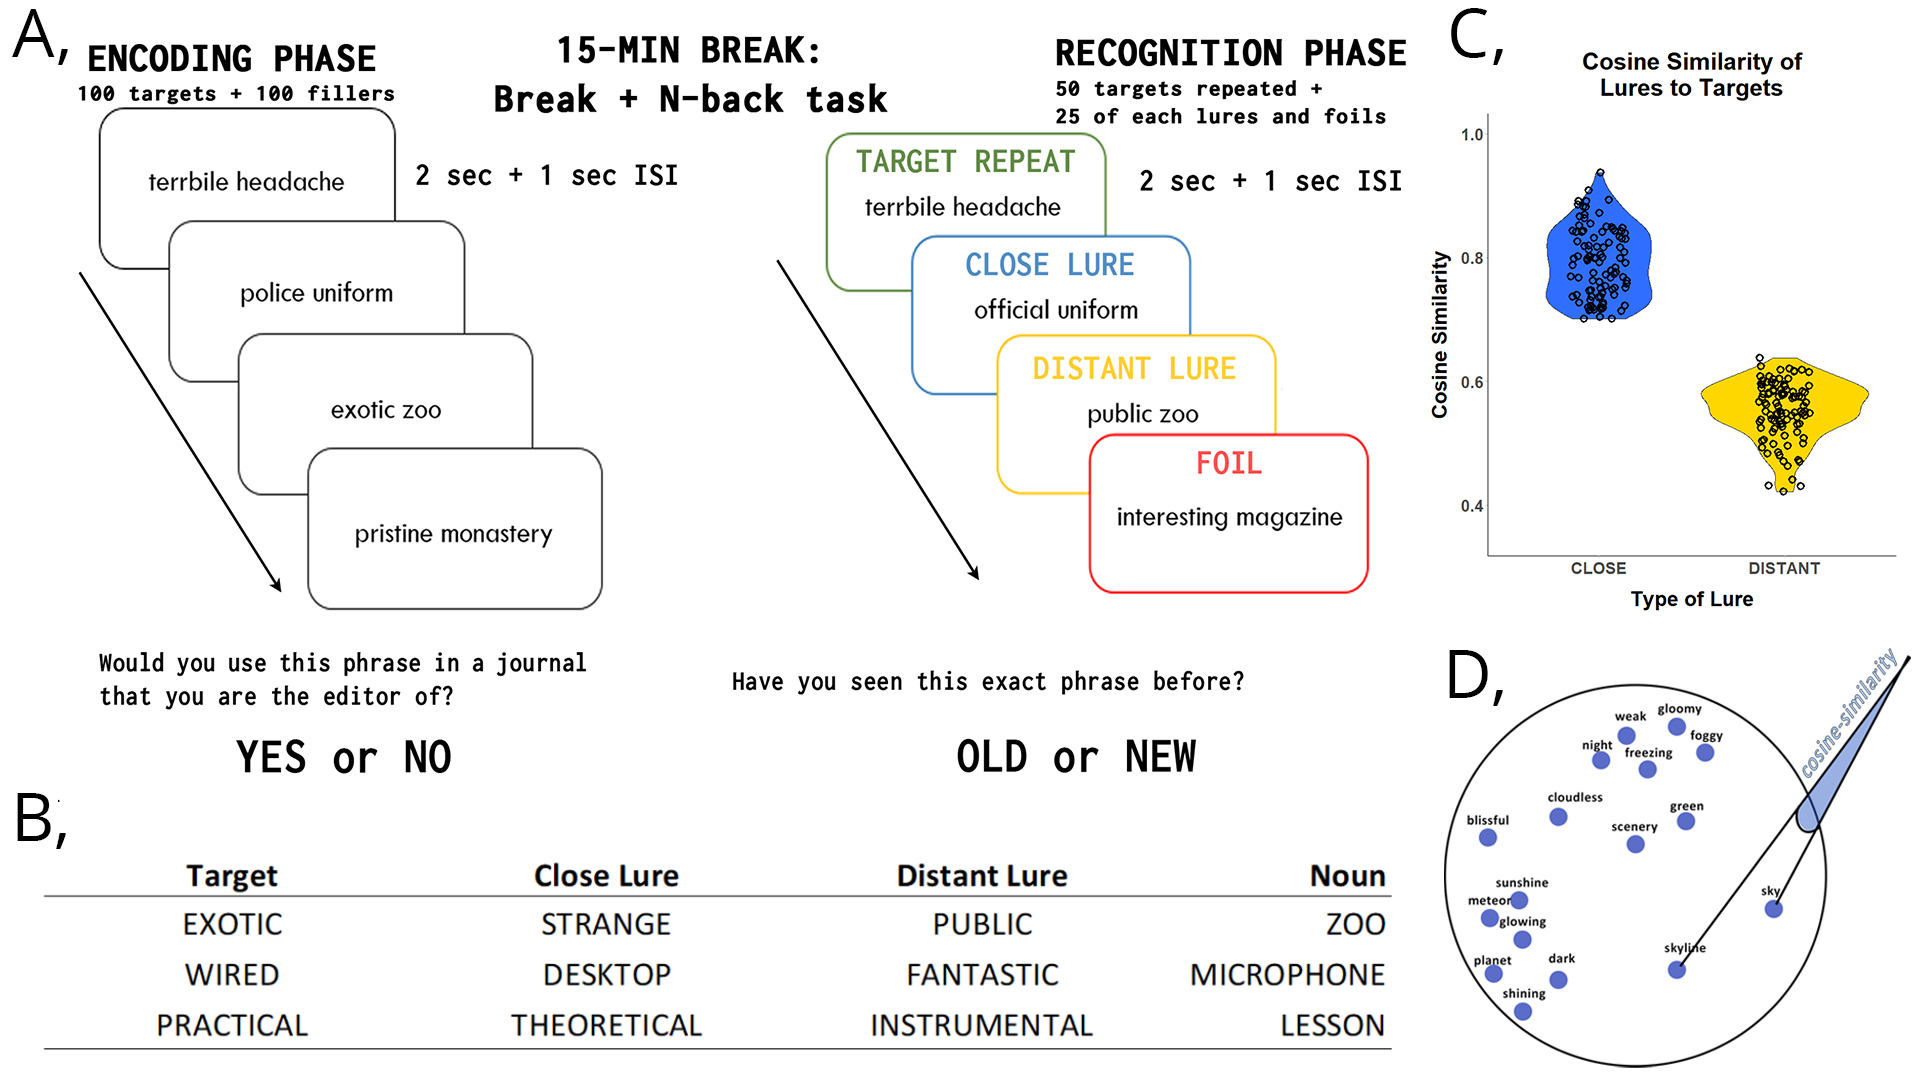 A,
ENCODING PHASE
100 targets + 100 fillers
terrbile headache
2 sec + 1 sec ISI
police uniform
exotic zoo
pristine monastery
Would you use this phrase in a journal
that you are the editor of?
YES or NO
15-MIN BREAK:
Break + N-back task
RECOGNITION PHASE
50 targets repeated +
25 of each lures and foils
TARGET REPEAT
terrbile headache
2 sec + 1 sec ISI
CLOSE LURE
official uniform
DISTANT LURE
public zoo
FOIL
interesting magazine
Have you seen this exact phrase before?
OLD or NEW
B,
Target Close Lure Distant Lure Noun
EXOTIC STRANGE PUBLIC ZOO
WIRED DESKTOP FANTASTIC MICROPHONE
PRACTICAL THEORETICAL INSTRUMENTAL LESSON
C,
Cosine Similarity of
Lures to Targets
Cosine Similarity
1.0
0.8
0.6
0.4
CLOSE DISTANT
Type of Lure
D,
cosine-similarity
gloomy
weak
foggy
night
freezing
cloudless
green
blissful
scenery
sunshine
sky
meteor
glowing
skyline
planet
dark
shining